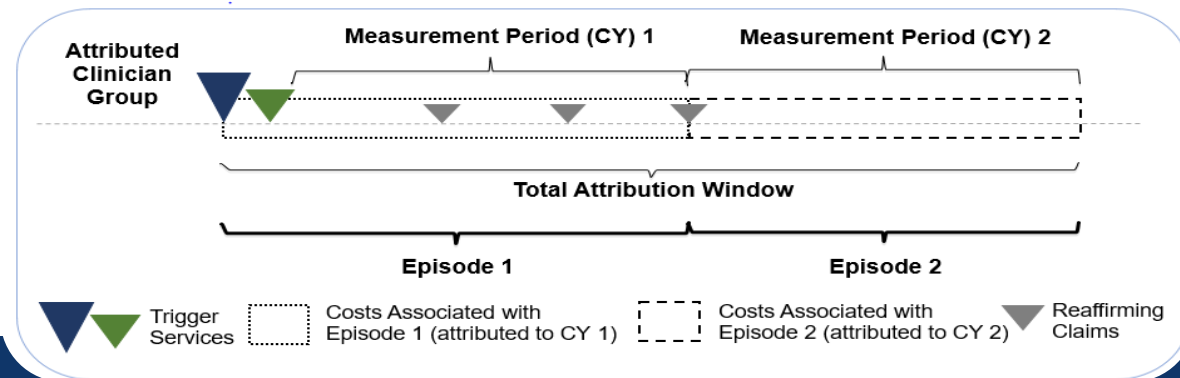 Attributed
Clinician
Group
Measurement Period (CY) 1
Measurement Period (CY) 2
Total Attribution Window
Episode 1
Episode 2
Trigger
Services
Costs Associated with
Episode 1 (attributed to CY 1)
Costs Associated with
Episode 2 (attributed to CY 2)
Reaffirming
Claims